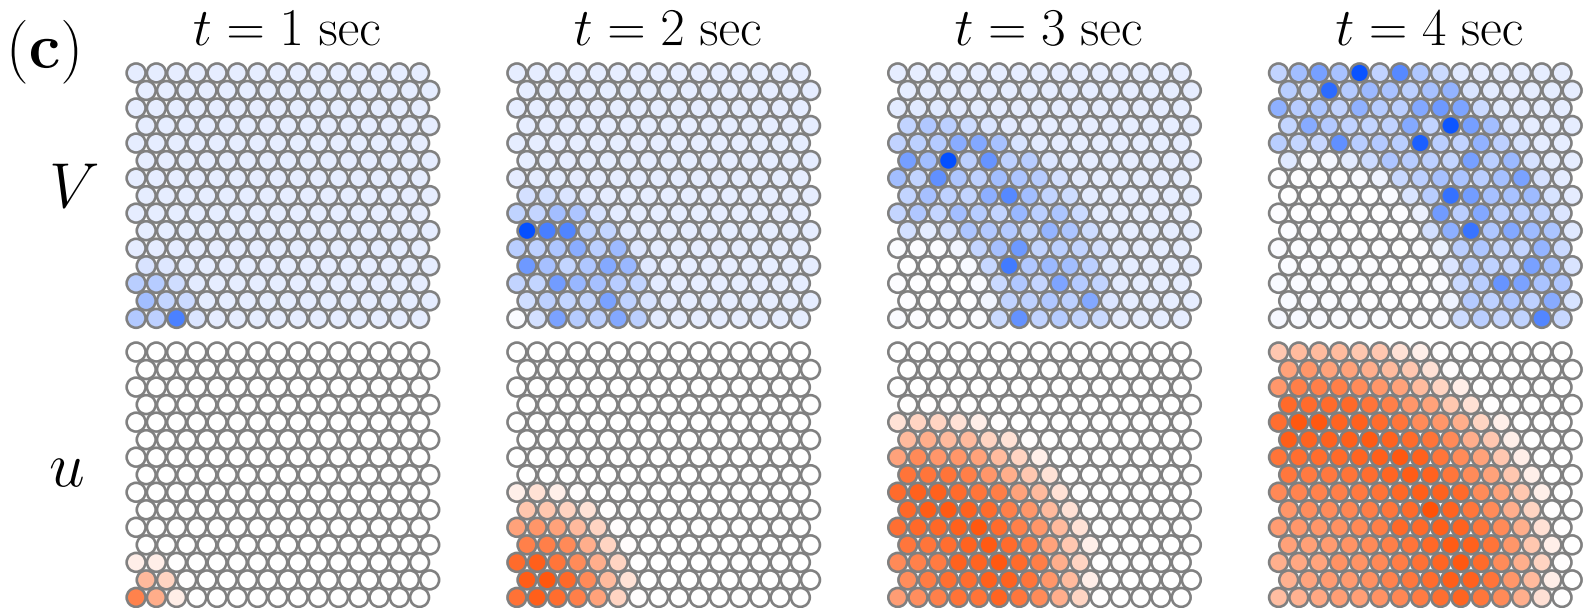 (c)
t = 1 sec
t = 2 sec
t = 3 sec
t = 4 sec
V
u